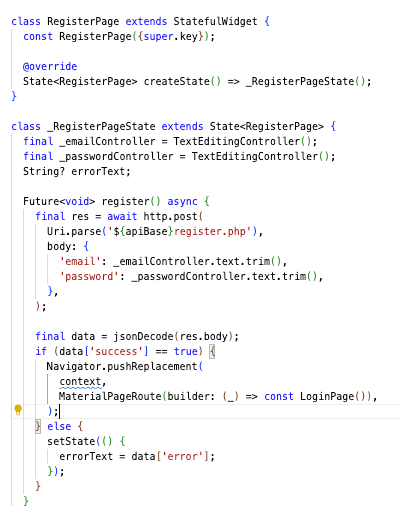 class RegisterPage extends StatefulWidget {
  const RegisterPage({super.key});

  @override
  State<RegisterPage> createState() => _RegisterPageState();
}

class _RegisterPageState extends State<RegisterPage> {
  final _emailController = TextEditingController();
  final _passwordController = TextEditingController();
  String? errorText;

  Future<void> register() async {
    final res = await http.post(
      Uri.parse('${apiBase}register.php'),
      body: {
        'email': _emailController.text.trim(),
        'password': _passwordController.text.trim(),
      },
    );

    final data = jsonDecode(res.body);
    if (data['success'] == true) {
      Navigator.pushReplacement(
        context,
        MaterialPageRoute(builder: (_) => const LoginPage()),
      );
    } else {
      setState(() {
        errorText = data['error'];
      });
    }
  }